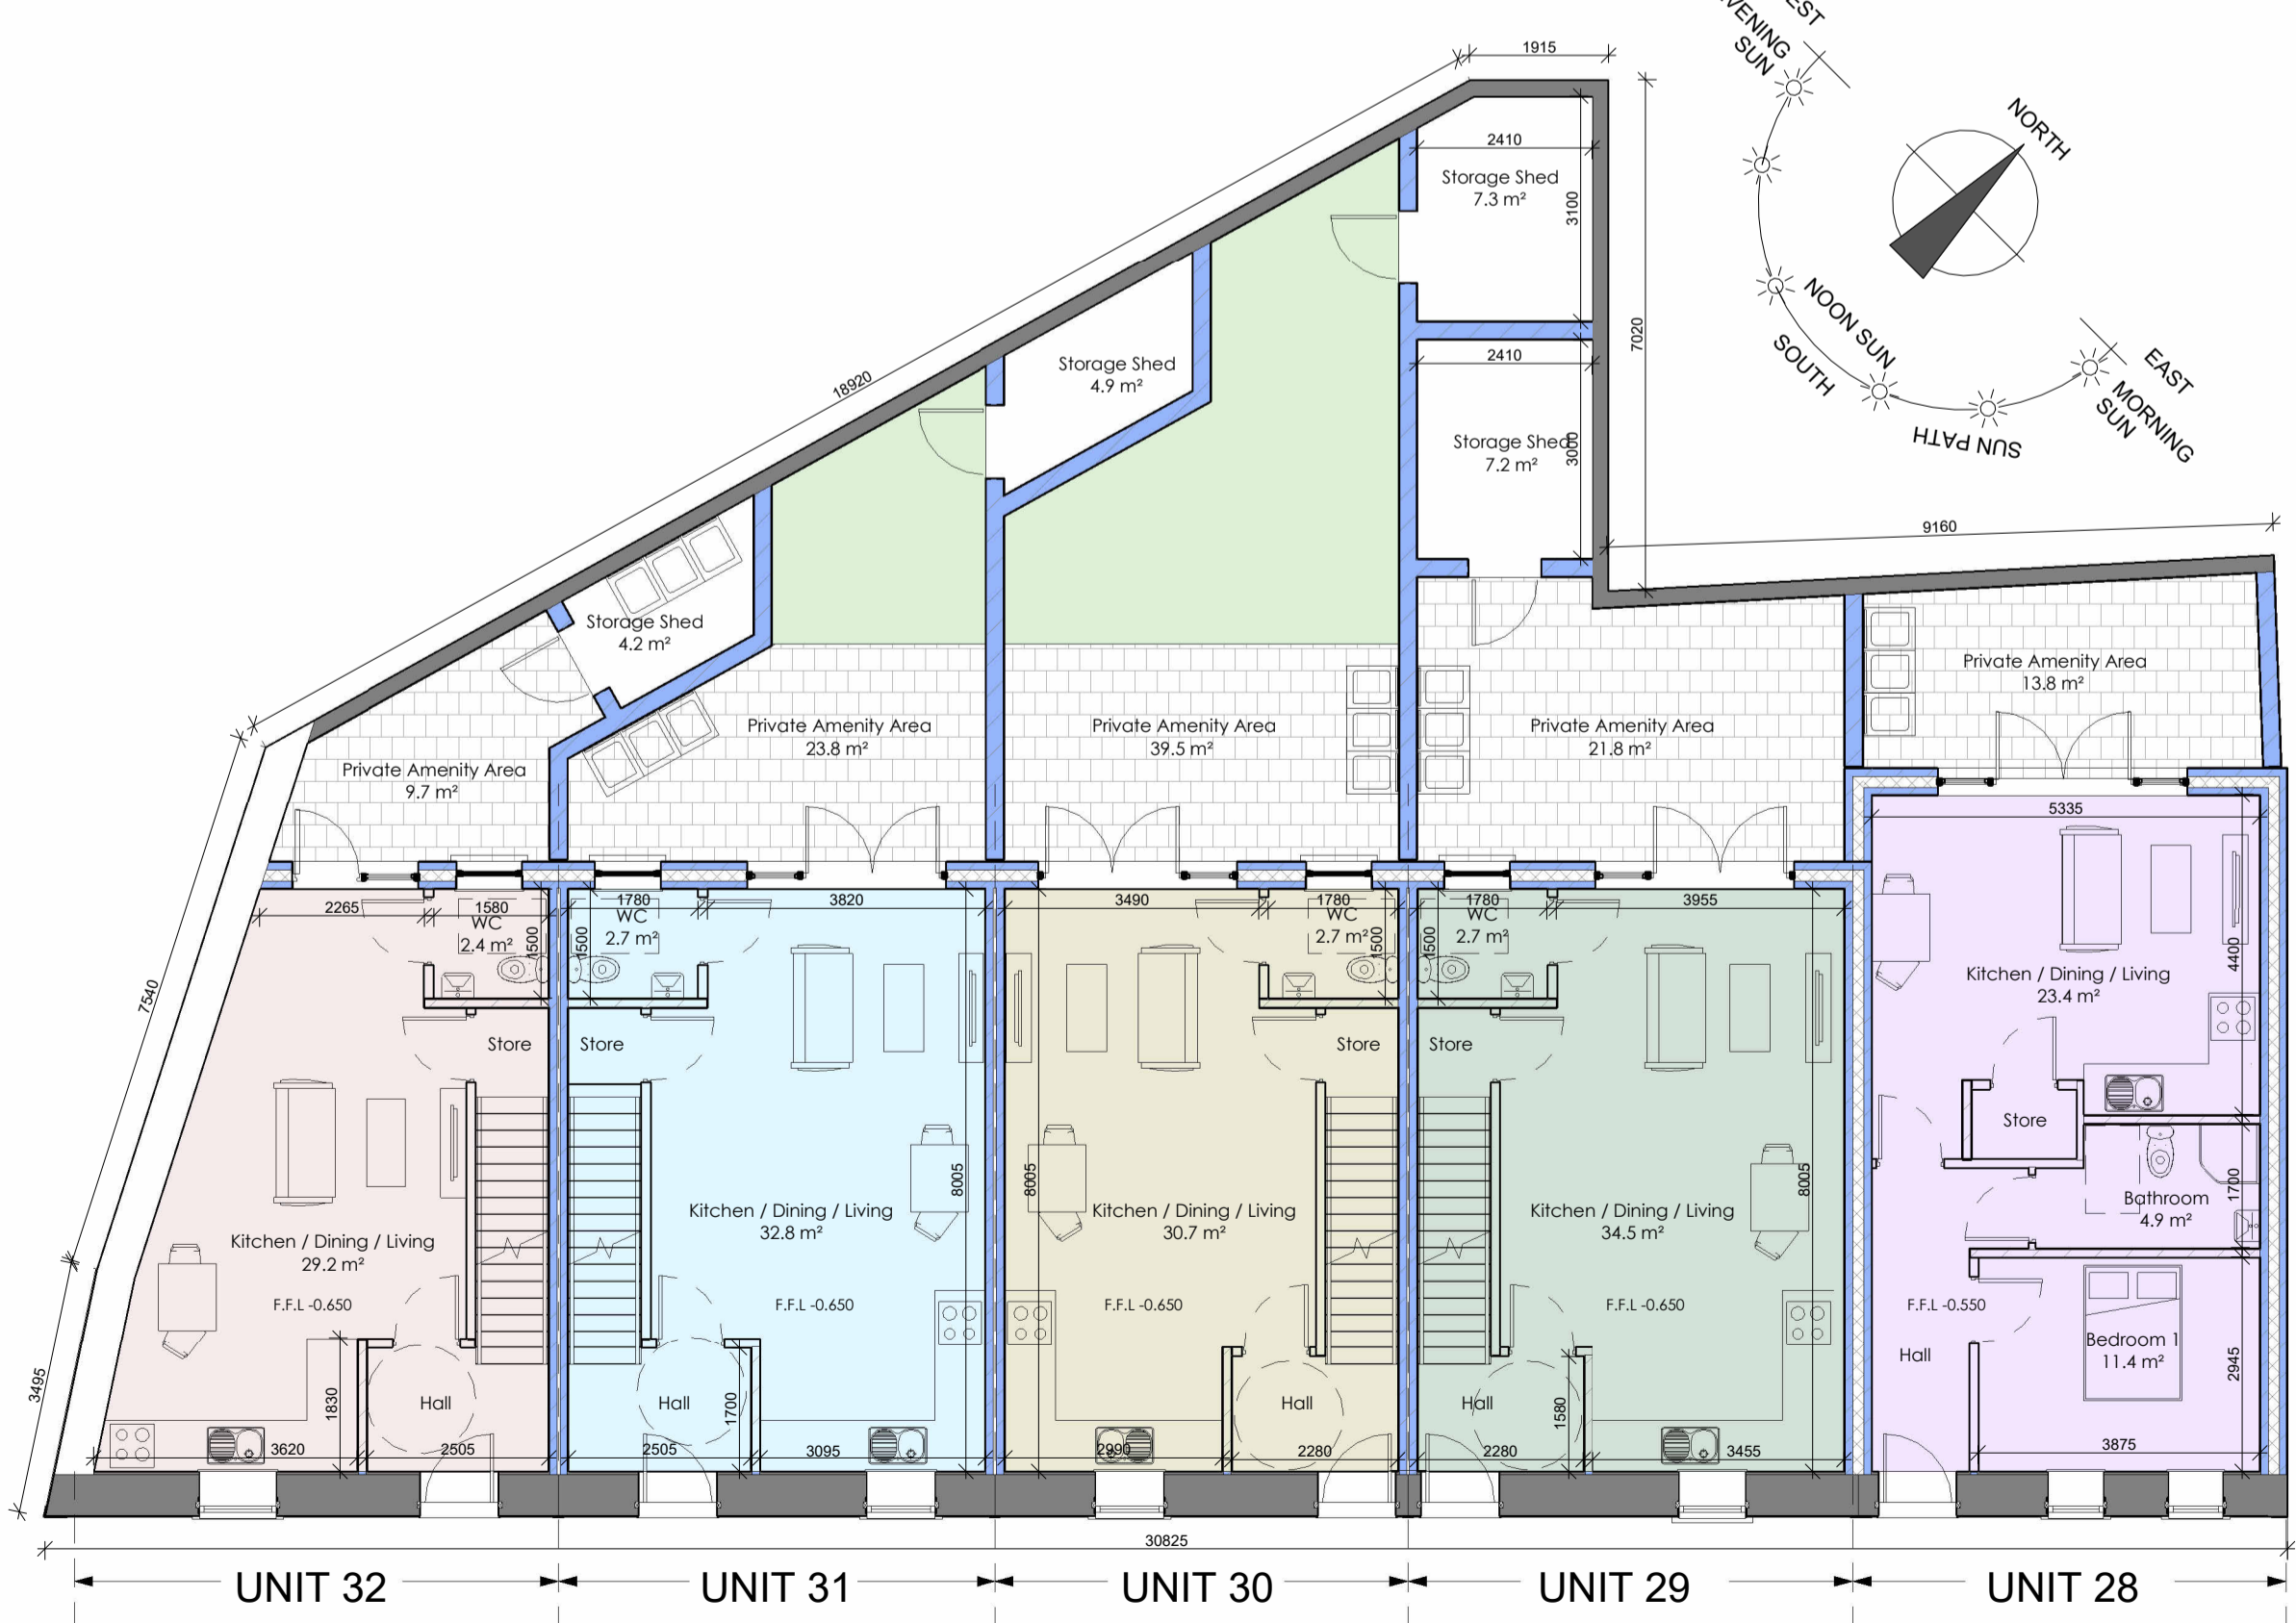 EVENING
SUN
NORTH
NOON SUN
SOUTH
EAST
MORNING
SUN
SUN PATH
1915
2410
Storage Shed
7.3 m²
3100
7020
2410
Storage Shed
7.2 m²
3000
Storage Shed
4.9 m²
18920
9160
Storage Shed
4.2 m²
Private Amenity Area
13.8 m²
Private Amenity Area
9.7 m²
Private Amenity Area
23.8 m²
Private Amenity Area
39.5 m²
Private Amenity Area
21.8 m²
5335
2265
1580
WC
2.4 m²
1500
1780
WC
2.7 m²
1500
3820
3490
1780
WC
2.7 m²
1500
1780
WC
2.7 m²
1500
3955
4400
Kitchen / Dining / Living
23.4 m²
7540
Store
Store
Store
Store
Store
Kitchen / Dining / Living
29.2 m²
Kitchen / Dining / Living
32.8 m²
8005
Kitchen / Dining / Living
30.7 m²
8005
Kitchen / Dining / Living
34.5 m²
8005
Bathroom
4.9 m²
1700
F.F.L -0.650
F.F.L -0.650
F.F.L -0.650
F.F.L -0.650
F.F.L -0.550
Bedroom 1
11.4 m²
2945
3495
1830
Hall
Hall
1700
Hall
Hall
1580
Hall
3620
2505
2505
3095
2990
2280
2280
3455
3875
30825
UNIT 32
UNIT 31
UNIT 30
UNIT 29
UNIT 28